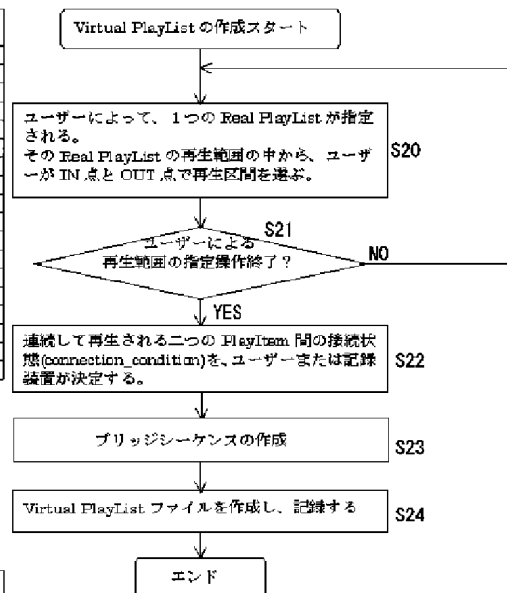 Virtual PlayList の作成スタート
ユーザーによって、1つの Real PlayList が指定
される。
その Real PlayList の再生範囲の中から、ユーザ
ーが IN 点と OUT 点で再生区間を選ぶ。
S20
S21
ユーザーによる
再生範囲の指定操作終了？
NO
YES
連続して再生される二つの PlayItem 間の接続状
態(connection_condition)を、ユーザーまたは記録
装置が決定する。
S22
ブリッジシーケンスの作成
S23
Virtual PlayList ファイルを作成し、記録する
S24
エンド